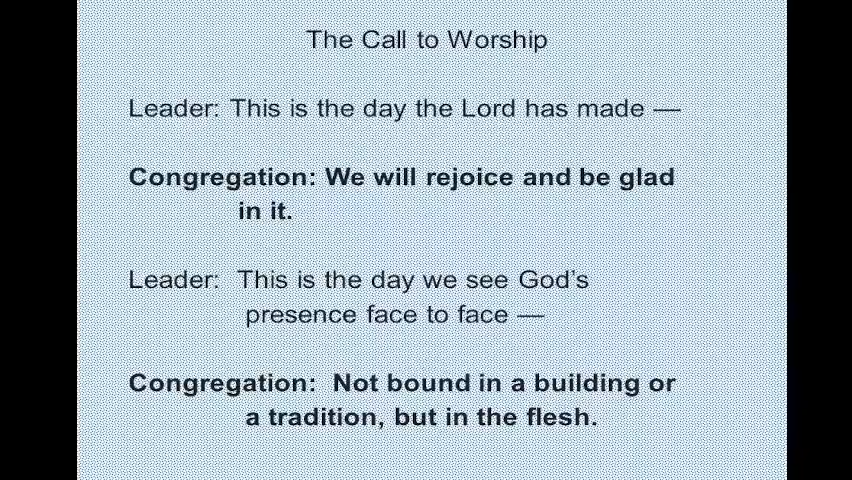 The Call to Worship
Leader: This is the day the Lord has made —
Congregation: We will rejoice and be glad
in it.
Leader: This is the day we see God’s
presence face to face —
Congregation: Not bound in a building or
a tradition, but in the flesh.